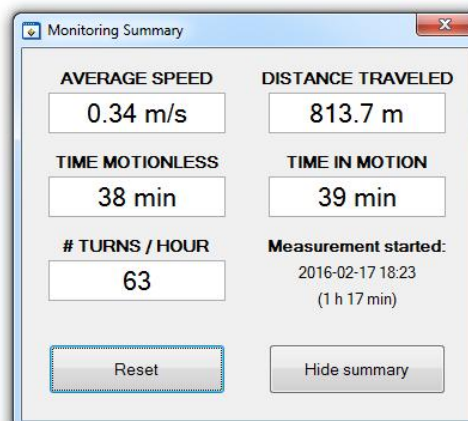 Monitoring Summary
AVERAGE SPEED
DISTANCE TRAVELED
0.34 m/s
813.7 m
TIME MOTIONLESS
TIME IN MOTION
38 min
39 min
# TURNS / HOUR
Measurement started:
63
2016-02-17 18:23
(1 h 17 min)
Reset
Hide summary